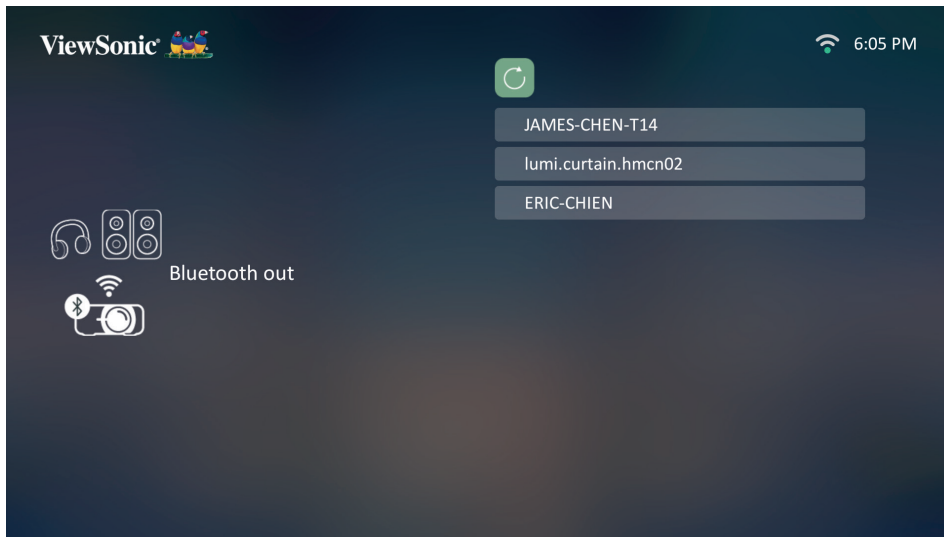 ViewSonic
6:05 PM
JAMES-CHEN-T14
lumi.curtain.hmcn02
ERIC-CHIEN
Bluetooth out